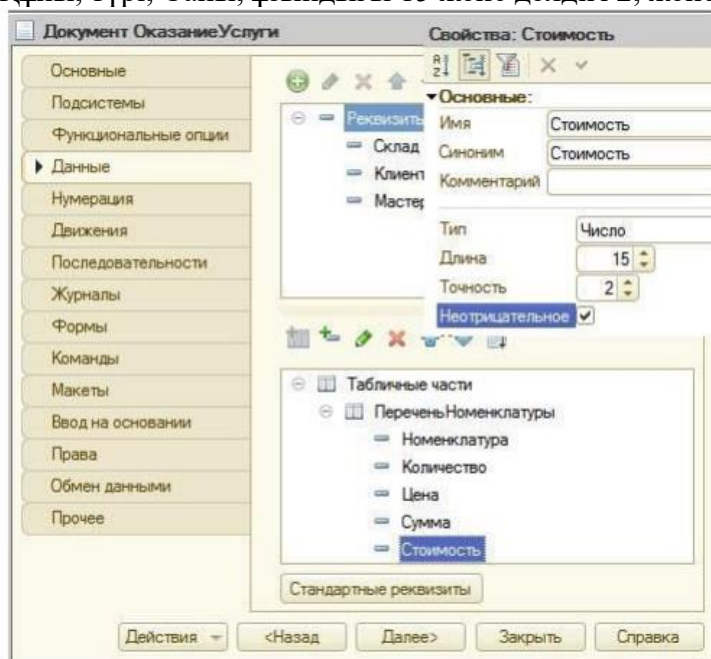 Документ ОказаниеУслуги
Свойства: Стоимость
Основные
Подсистемы
Функциональные опции
Данные
Нумерация
Движения
Последовательности
Журналы
Формы
Команды
Макеты
Ввод на основании
Права
Обмен данными
Прочее
Реквизиты
Склад
Клиент
Мастер
Основные:
Имя Стоимость
Синоним Стоимость
Комментарий
Тип Число
Длина 15
Точность 2
Неотрицательное
Табличные части
ПереченьНоменклатуры
Номенклатура
Количество
Цена
Сумма
Стоимость
Стандартные реквизиты
Действия <Назад Далее> Закрыть Справка